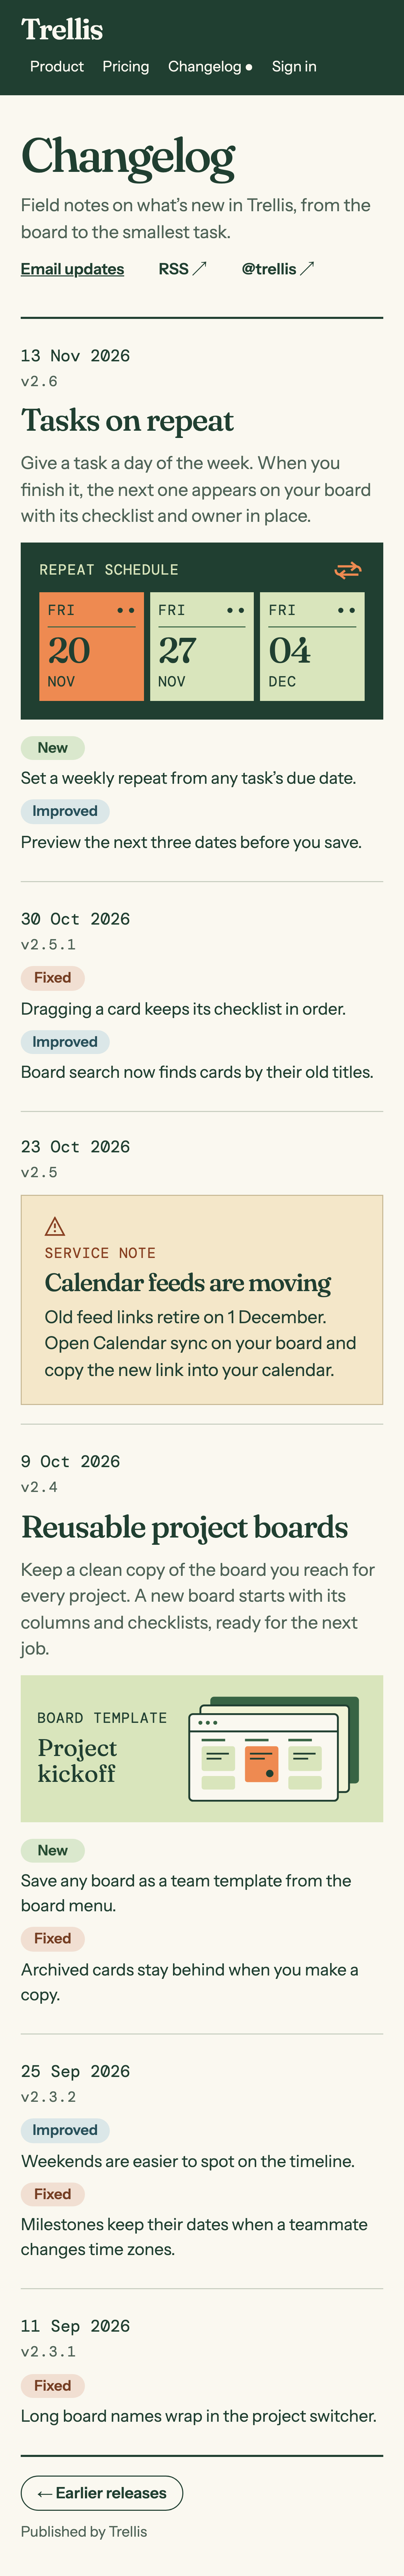 Trellis
Product Pricing Changelog Sign in
Changelog
Field notes on what’s new in Trellis, from the
board to the smallest task.
Email updates RSS ↗ @trellis ↗
13 Nov 2026
v2.6
Tasks on repeat
Give a task a day of the week. When you
finish it, the next one appears on your board
with its checklist and owner in place.
REPEAT SCHEDULE
FRI FRI FRI
20 27 04
NOV NOV DEC
New
Set a weekly repeat from any task’s due date.
Improved
Preview the next three dates before you save.
30 Oct 2026
v2.5.1
Fixed
Dragging a card keeps its checklist in order.
Improved
Board search now finds cards by their old titles.
23 Oct 2026
v2.5
SERVICE NOTE
Calendar feeds are moving
Old feed links retire on 1 December.
Open Calendar sync on your board and
copy the new link into your calendar.
9 Oct 2026
v2.4
Reusable project boards
Keep a clean copy of the board you reach for
every project. A new board starts with its
columns and checklists, ready for the next
job.
BOARD TEMPLATE
Project
kickoff
New
Save any board as a team template from the
board menu.
Fixed
Archived cards stay behind when you make a
copy.
25 Sep 2026
v2.3.2
Improved
Weekends are easier to spot on the timeline.
Fixed
Milestones keep their dates when a teammate
changes time zones.
11 Sep 2026
v2.3.1
Fixed
Long board names wrap in the project switcher.
← Earlier releases
Published by Trellis